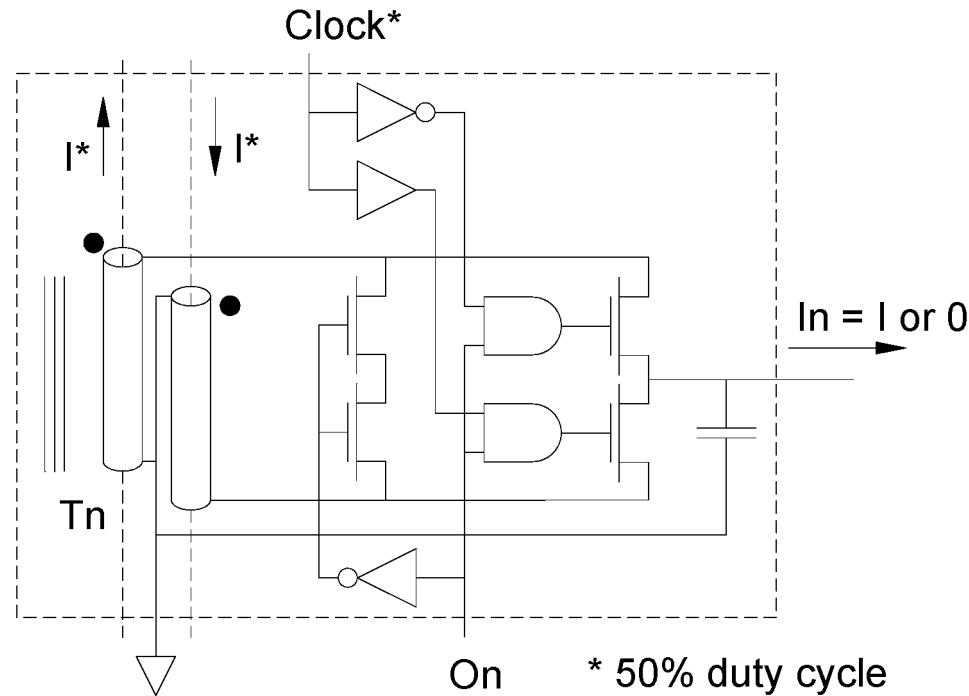 Clock*
I*
I*
In = I or 0
Tn
On
* 50% duty cycle